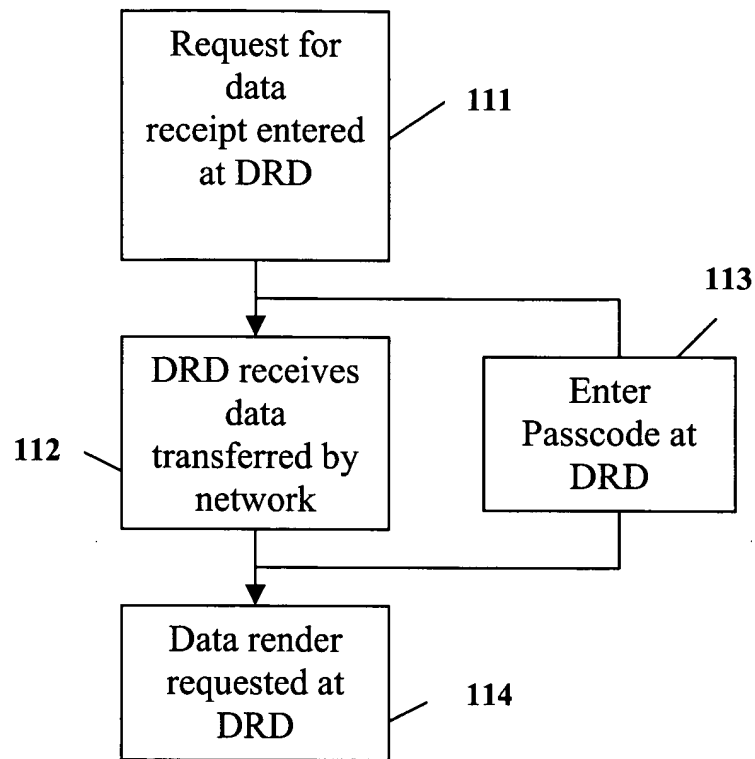 Request for
data
receipt entered
at DRD
111
113
DRD receives
data
transferred by
network
112
Enter
Passcode at
DRD
Data render
requested at
DRD
114